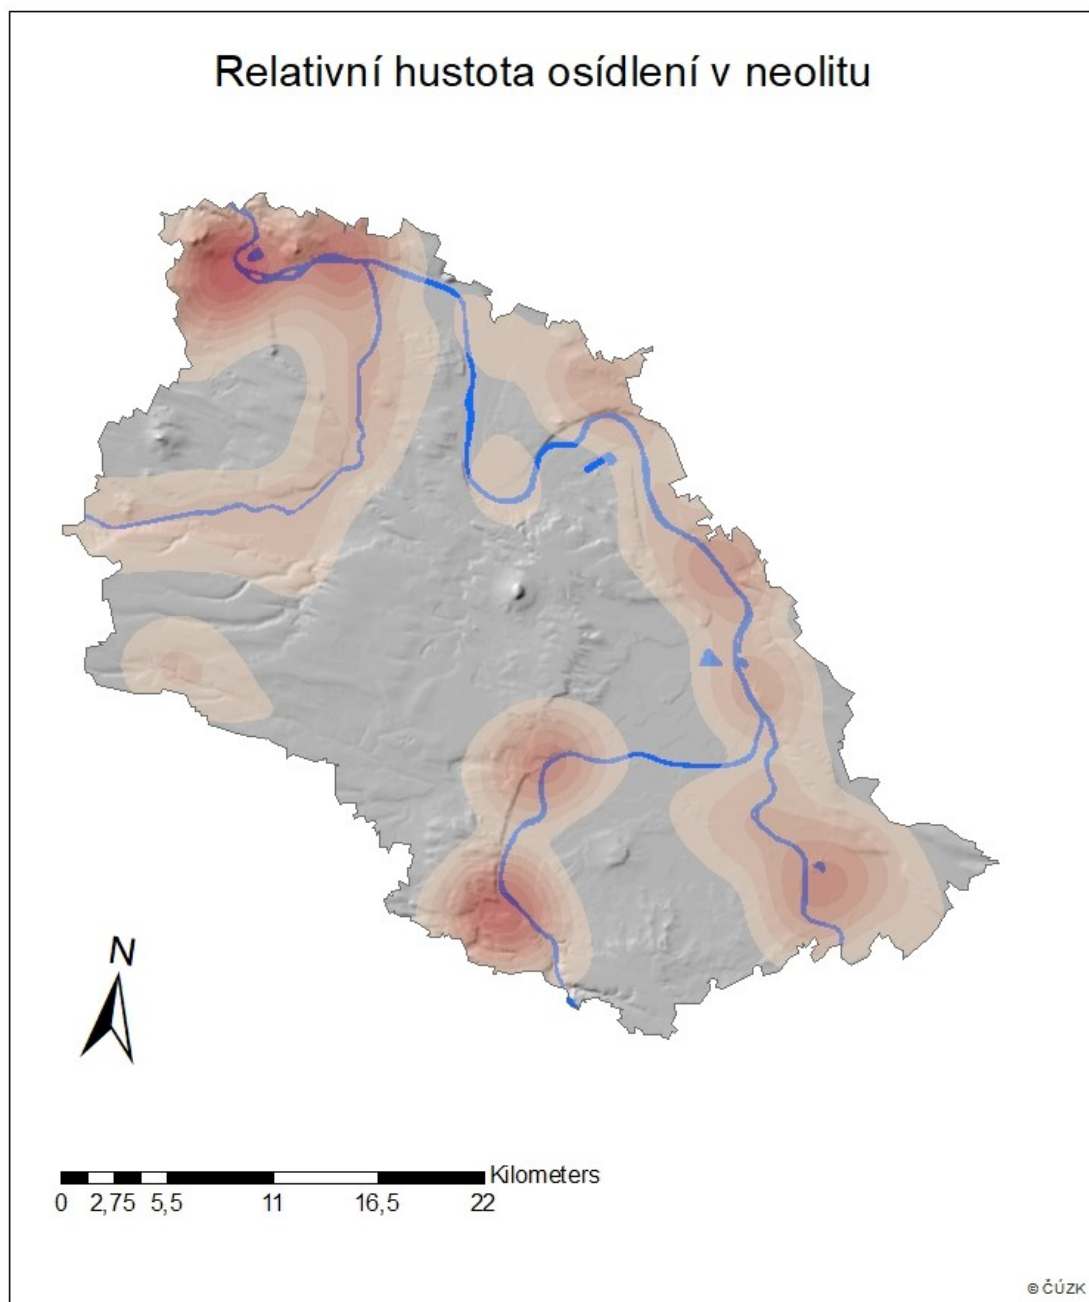 Relativní hustota osídlení v neolitu
N
Kilometers
0 2,75 5,5 11 16,5 22
© ČÚZK